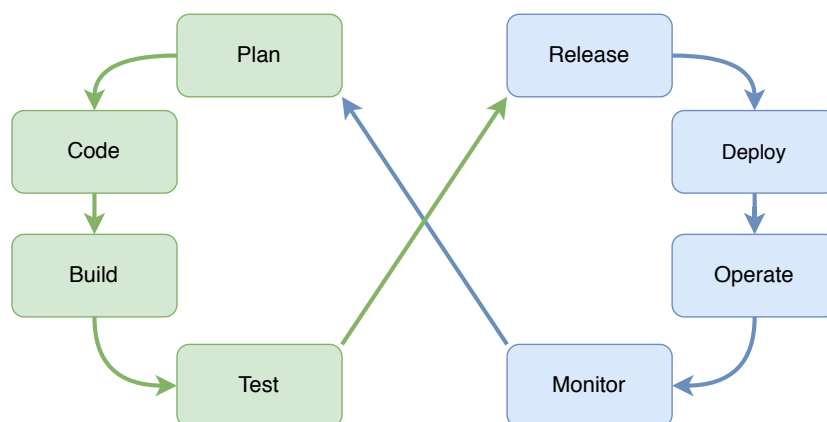 Plan
Release
Code
Deploy
Build
Operate
Test
Monitor